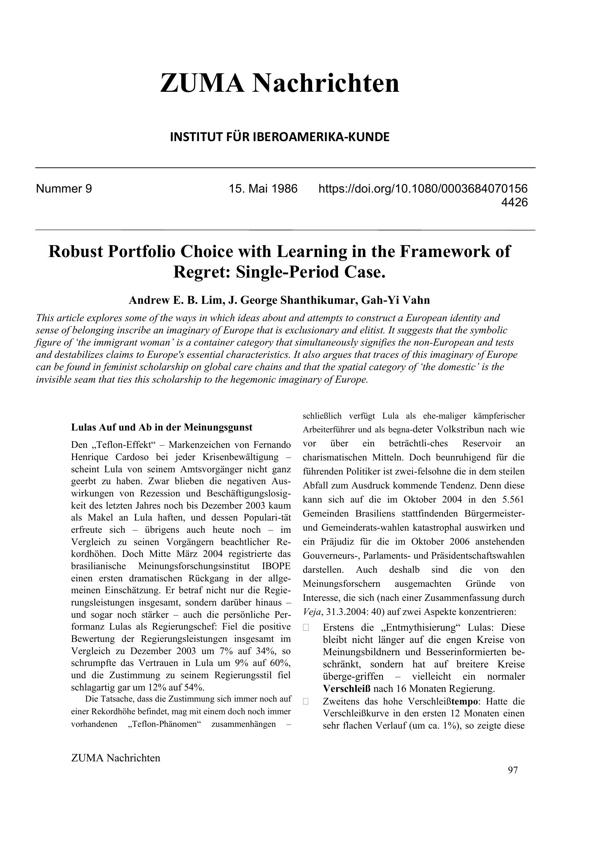 ZUMA Nachrichten
INSTITUT FÜR IBEROAMERIKA-KUNDE
Nummer 9 15. Mai 1986 https://doi.org/10.1080/0003684070156
4426
Robust Portfolio Choice with Learning in the Framework of
Regret: Single-Period Case.
Andrew E. B. Lim, J. George Shanthikumar, Gah-Yi Vahn
This article explores some of the ways in which ideas about and attempts to construct a European identity and
sense of belonging inscribe an imaginary of Europe that is exclusionary and elitist. It suggests that the symbolic
figure of ‘the immigrant woman’ is a container category that simultaneously signifies the non-European and tests
and destabilizes claims to Europe's essential characteristics. It also argues that traces of this imaginary of Europe
can be found in feminist scholarship on global care chains and that the spatial category of ‘the domestic’ is the
invisible seam that ties this scholarship to the hegemonic imaginary of Europe.
Lulas Auf und Ab in der Meinungsgunst
Den „Teflon-Effekt“ – Markenzeichen von Fernando
Henrique Cardoso bei jeder Krisenbewältigung –
scheint Lula von seinem Amtsvorgänger nicht ganz
geerbt zu haben. Zwar blieben die negativen Aus-
wirkungen von Rezession und Beschäftigungslosig-
keit des letzten Jahres noch bis Dezember 2003 kaum
als Makel an Lula haften, und dessen Populari-tät
erfreute sich – übrigens auch heute noch – im
Vergleich zu seinen Vorgängern beachtlicher Re-
kordhöhen. Doch Mitte März 2004 registrierte das
brasilianische Meinungsforschungsinstitut IBOPE
einen ersten dramatischen Rückgang in der allge-
meinen Einschätzung. Er betraf nicht nur die Regie-
rungsleistungen insgesamt, sondern darüber hinaus –
und sogar noch stärker – auch die persönliche Per-
formanz Lulas als Regierungschef: Fiel die positive
Bewertung der Regierungsleistungen insgesamt im
Vergleich zu Dezember 2003 um 7% auf 34%, so
schrumpfte das Vertrauen in Lula um 9% auf 60%,
und die Zustimmung zu seinem Regierungsstil fiel
schlagartig gar um 12% auf 54%.
Die Tatsache, dass die Zustimmung sich immer noch auf
einer Rekordhöhe befindet, mag mit einem doch noch immer
vorhandenen „Teflon-Phänomen“ zusammenhängen –
schließlich verfügt Lula als ehe-maliger kämpferischer
Arbeiterführer und als begna-deter Volkstribun nach wie
vor über ein beträchtli-ches Reservoir an
charismatischen Mitteln. Doch beunruhigend für die
führenden Politiker ist zwei-felsohne die in dem steilen
Abfall zum Ausdruck kommende Tendenz. Denn diese
kann sich auf die im Oktober 2004 in den 5.561
Gemeinden Brasiliens stattfindenden Bürgermeister-
und Gemeinderats-wahlen katastrophal auswirken und
ein Präjudiz für die im Oktober 2006 anstehenden
Gouverneurs-, Parlaments- und Präsidentschaftswahlen
darstellen. Auch deshalb sind die von den
Meinungsforschern ausgemachten Gründe von
Interesse, die sich (nach einer Zusammenfassung durch
Veja, 31.3.2004: 40) auf zwei Aspekte konzentrieren:
Erstens die „Entmythisierung“ Lulas: Diese
bleibt nicht länger auf die engen Kreise von
Meinungsbildnern und Besserinformierten be-
schränkt, sondern hat auf breitere Kreise
überge-griffen – vielleicht ein normaler
Verschleiß nach 16 Monaten Regierung.
Zweitens das hohe Verschleißtempo: Hatte die
Verschleißkurve in den ersten 12 Monaten einen
sehr flachen Verlauf (um ca. 1%), so zeigte diese
ZUMA Nachrichten
97